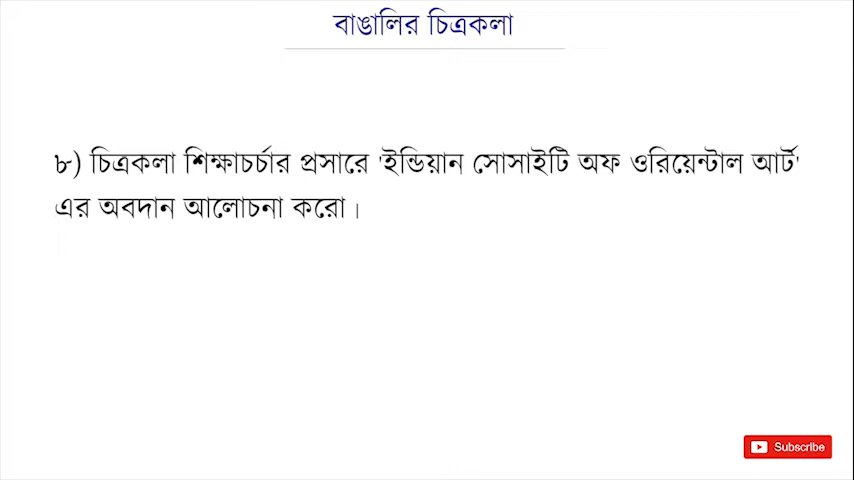 বাঙালির চিত্রকলা
৮) চিত্রকলা শিক্ষাচর্চার প্রসারে 'ইন্ডিয়ান সোসাইটি অফ ওরিয়েন্টাল আর্ট'
এর অবদান আলোচনা করো।
Subscribe